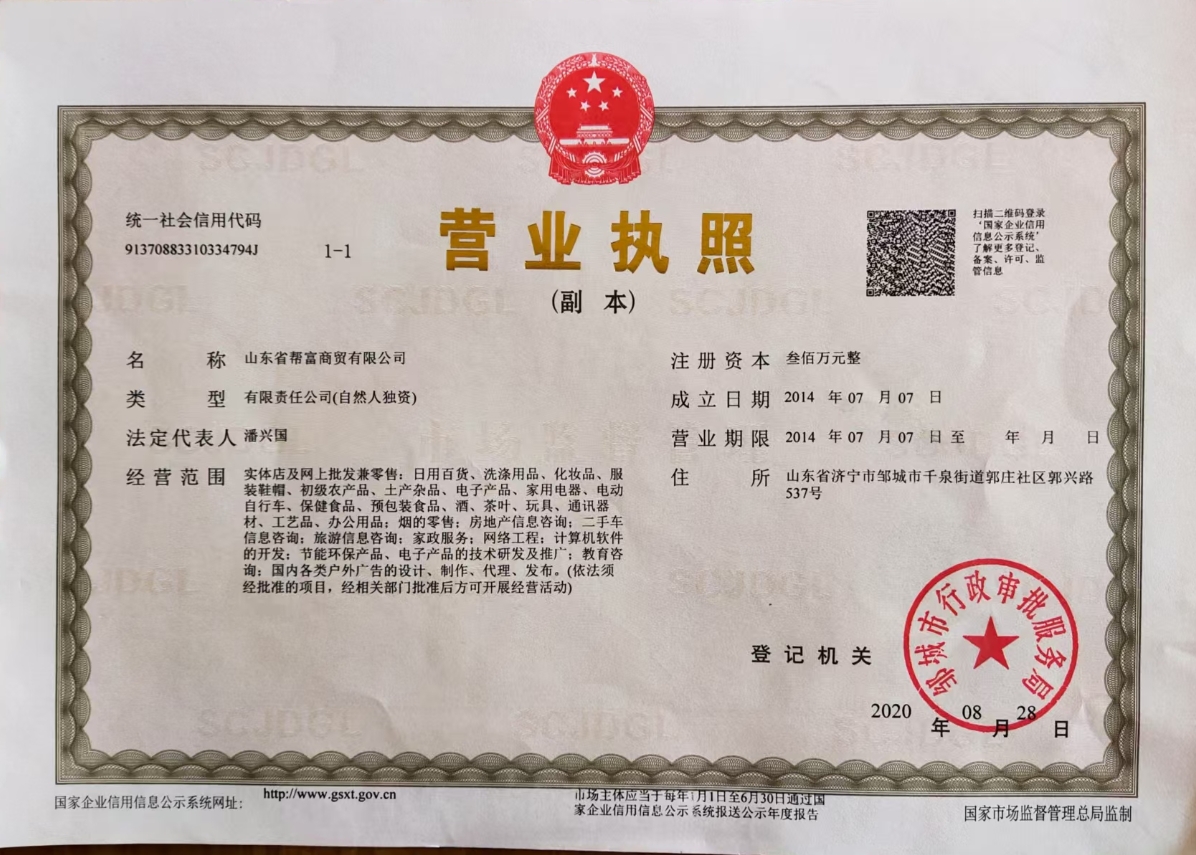 统一社会信用代码
91370883310334794J
1-1
营业执照
(副 本)
扫描二维码登录
‘国家企业信用
信息公示系统’
了解更多登记、
备案、许可、监
管信息
名 称 山东省帮富商贸有限公司
类 型 有限责任公司(自然人独资)
法定代表人 潘兴国
经营范围 实体店及网上批发兼零售：日用百货、洗涤用品、化妆品、服
装鞋帽、初级农产品、土产杂品、电子产品、家用电器、电动
自行车、保健食品、预包装食品、酒、茶叶、玩具、通讯器
材、工艺品、办公用品；烟的零售；房地产信息咨询；二手车
信息咨询；旅游信息咨询；家政服务；网络工程；计算机软件
的开发；节能环保产品、电子产品的技术研发及推广；教育咨
询；国内各类户外广告的设计、制作、代理、发布。(依法须
经批准的项目，经相关部门批准后方可开展经营活动)
注册资本 叁佰万元整
成立日期 2014 年 07 月 07 日
营业期限 2014 年 07 月 07 日 至 年 月 日
住 所 山东省济宁市邹城市千泉街道郭庄社区郭兴路
537号
登记机关
邹城市行政审批服务局
2020 年 08 月 28 日
国家企业信用信息公示系统网址：
http://www.gsxt.gov.cn
市场主体应当于每年1月1日至6月30日通过国
家企业信用信息公示系统报送公示年度报告
国家市场监督管理总局监制